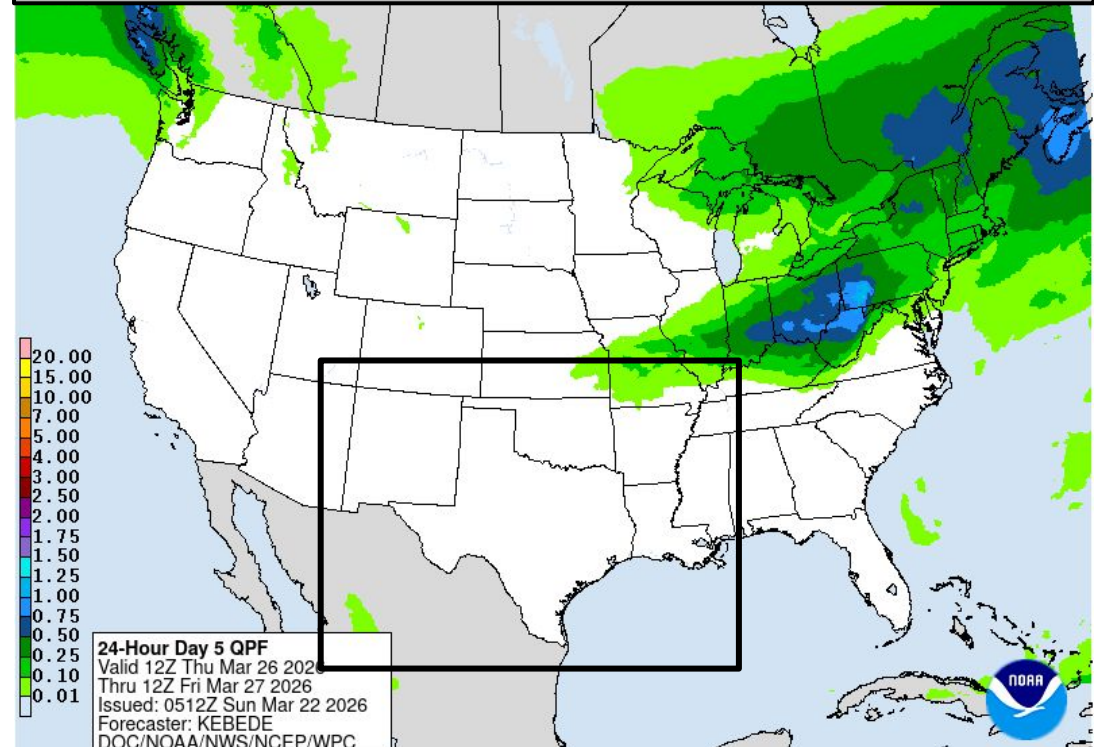 20.00
15.00
10.00
7.00
5.00
4.00
3.00
2.50
2.00
1.75
1.50
1.25
1.00
0.75
0.50
0.25
0.10
0.01
24-Hour Day 5 QPF
Valid 12Z Thu Mar 26 2026
Thru 12Z Fri Mar 27 2026
Issued: 0512Z Sun Mar 22 2026
Forecaster: KEBEDE
DOC/NOAA/NWS/NCEP/WPC
NOAA